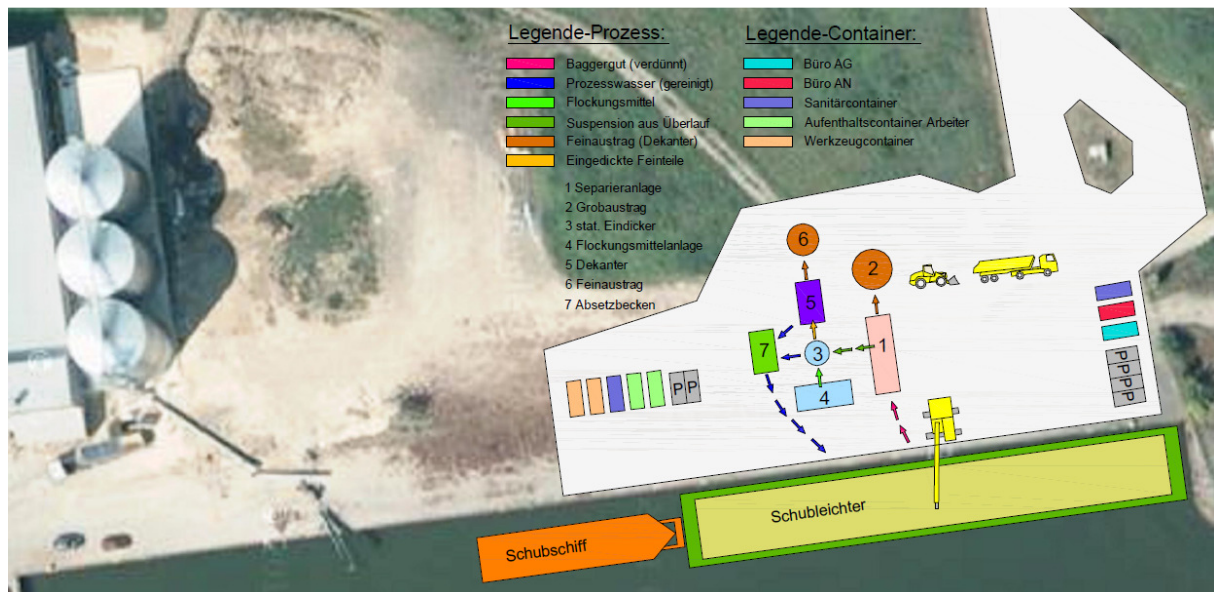 Legende-Prozess:
Baggergut (verdünnt)
Prozesswasser (gereinigt)
Flockungsmittel
Suspension aus Überlauf
Feinaustrag (Dekanter)
Eingedickte Feinteile
1 Separieranlage
2 Grobaustrag
3 stat. Eindicker
4 Flockungsmittelanlage
5 Dekanter
6 Feinaustrag
7 Absetzbecken
Legende-Container:
Büro AG
Büro AN
Sanitärcontainer
Aufenthaltscontainer Arbeiter
Werkzeugcontainer
6
2
5
7
3
1
4
P P
P
P
P
P
Schubleichter
Schubschiff